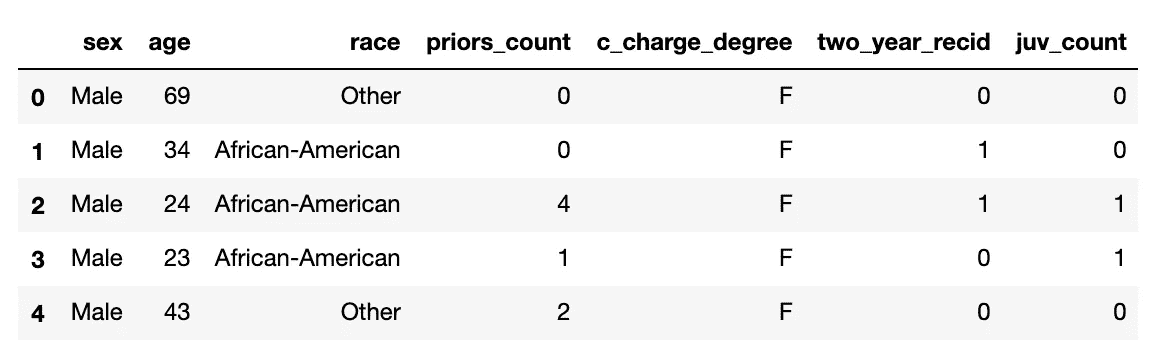 sex age race priors_count c_charge_degree two_year_recid juv_count
0 Male 69 Other 0 F 0 0
1 Male 34 African-American 0 F 1 0
2 Male 24 African-American 4 F 1 1
3 Male 23 African-American 1 F 0 1
4 Male 43 Other 2 F 0 0